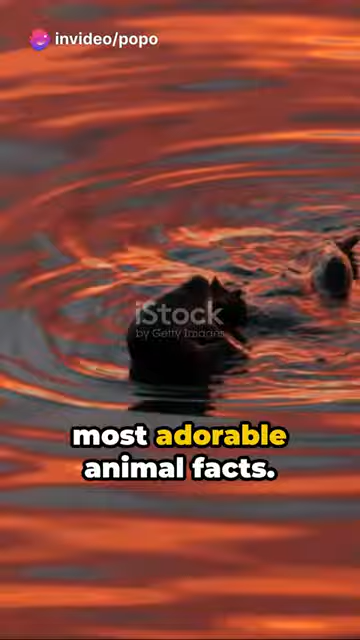 invideo/popo
iStock
by Getty Images
most adorable
animal facts.